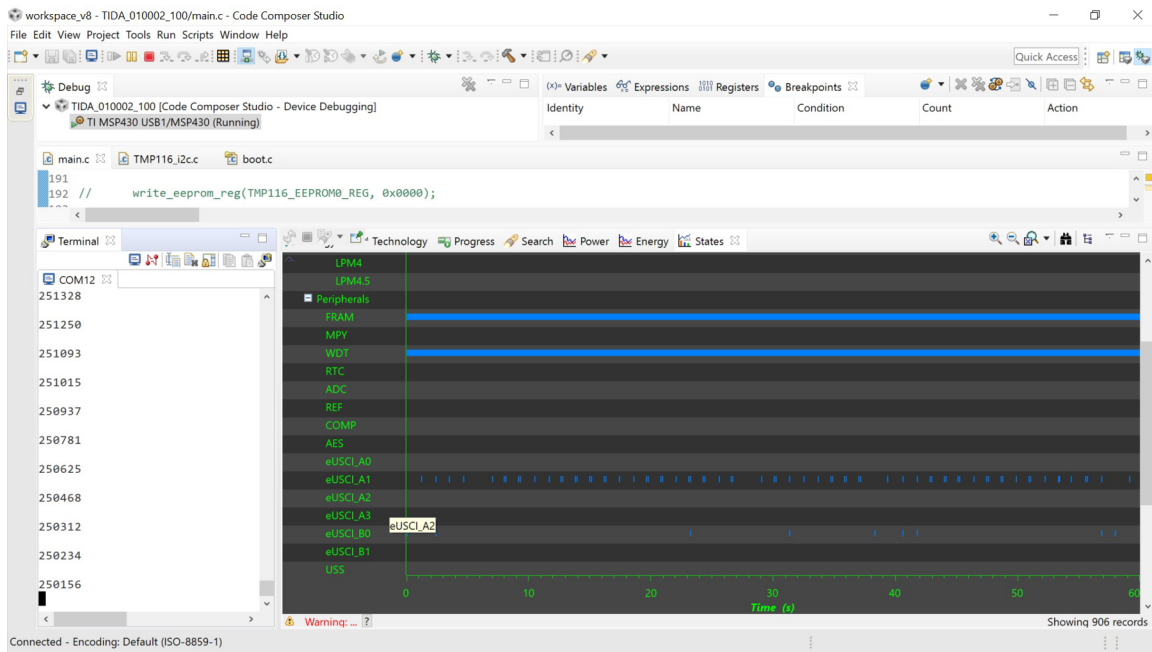 workspace_v8 - TIDA_010002_100/main.c - Code Composer Studio
File Edit View Project Tools Run Scripts Window Help
Quick Access
Debug
(x)= Variables Expressions Registers Breakpoints
TIDA_010002_100 [Code Composer Studio - Device Debugging]
TI MSP430 USB1/MSP430 (Running)
Identity Name Condition Count Action
main.c TMP116_i2c.c boot.c
191
192 // write_eeprom_reg(TMP116_EEPROM0_REG, 0x0000);
Terminal
Technology Progress Search Power Energy States
COM12
251328
251250
251093
251015
250937
250781
250625
250468
250312
250234
250156
LPM4
LPM4.5
Peripherals
FRAM
MPY
WDT
RTC
ADC
REF
COMP
AES
eUSCI_A0
eUSCI_A1
eUSCI_A2
eUSCI_A3
eUSCI_A2
eUSCI_B0
eUSCI_B1
USS
0 10 20 30 40 50 60
Time (s)
Warning: ... ?
Showing 906 records
Connected - Encoding: Default (ISO-8859-1)